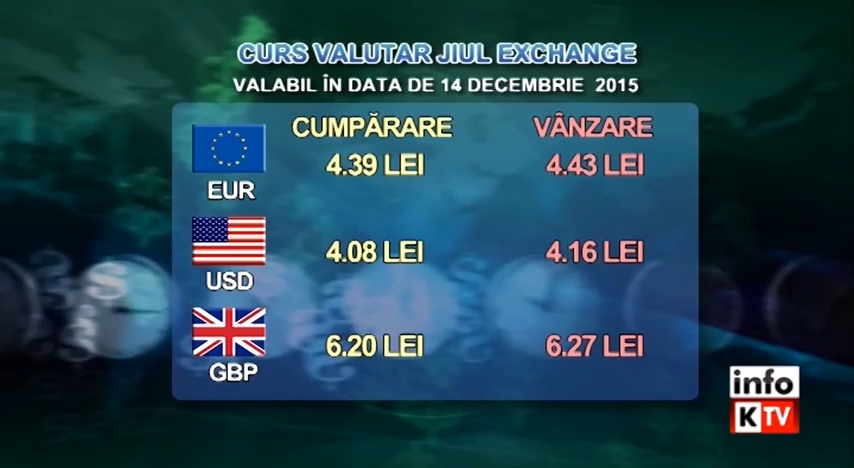 CURS VALUTAR JIUL EXCHANGE
VALABIL ÎN DATA DE 14 DECEMBRIE 2015
CUMPĂRARE VÂNZARE
4.39 LEI 4.43 LEI
EUR
4.08 LEI 4.16 LEI
USD
6.20 LEI 6.27 LEI
GBP
info
K TV